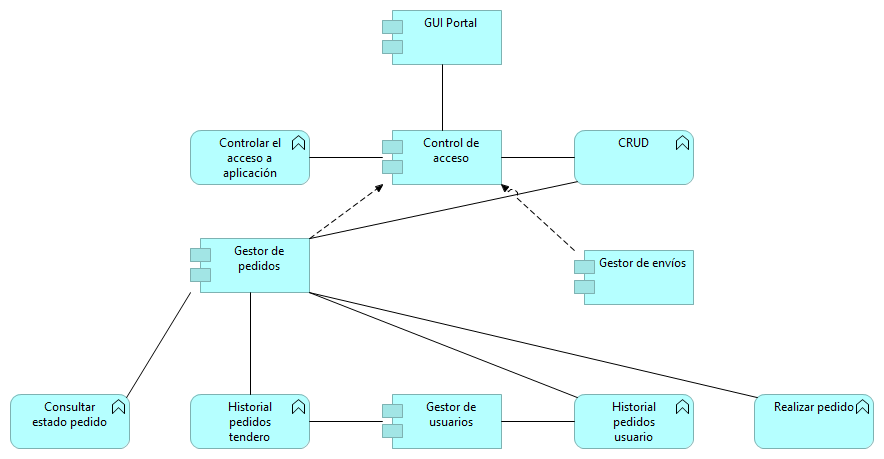 GUI Portal
Controlar el
acceso a
aplicación
Control de
acceso
CRUD
Gestor de
pedidos
Gestor de envíos
Consultar
estado pedido
Historial
pedidos
tendero
Gestor de
usuarios
Historial
pedidos
usuario
Realizar pedido